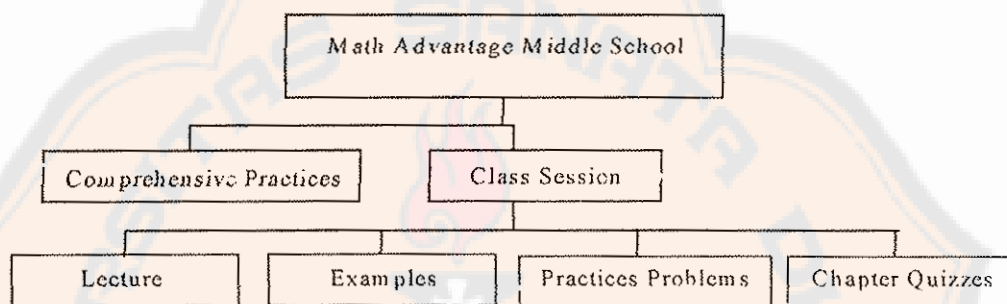 Math Advantage Middle School
Comprehensive Practices
Class Session
Lecture
Examples
Practices Problems
Chapter Quizzes